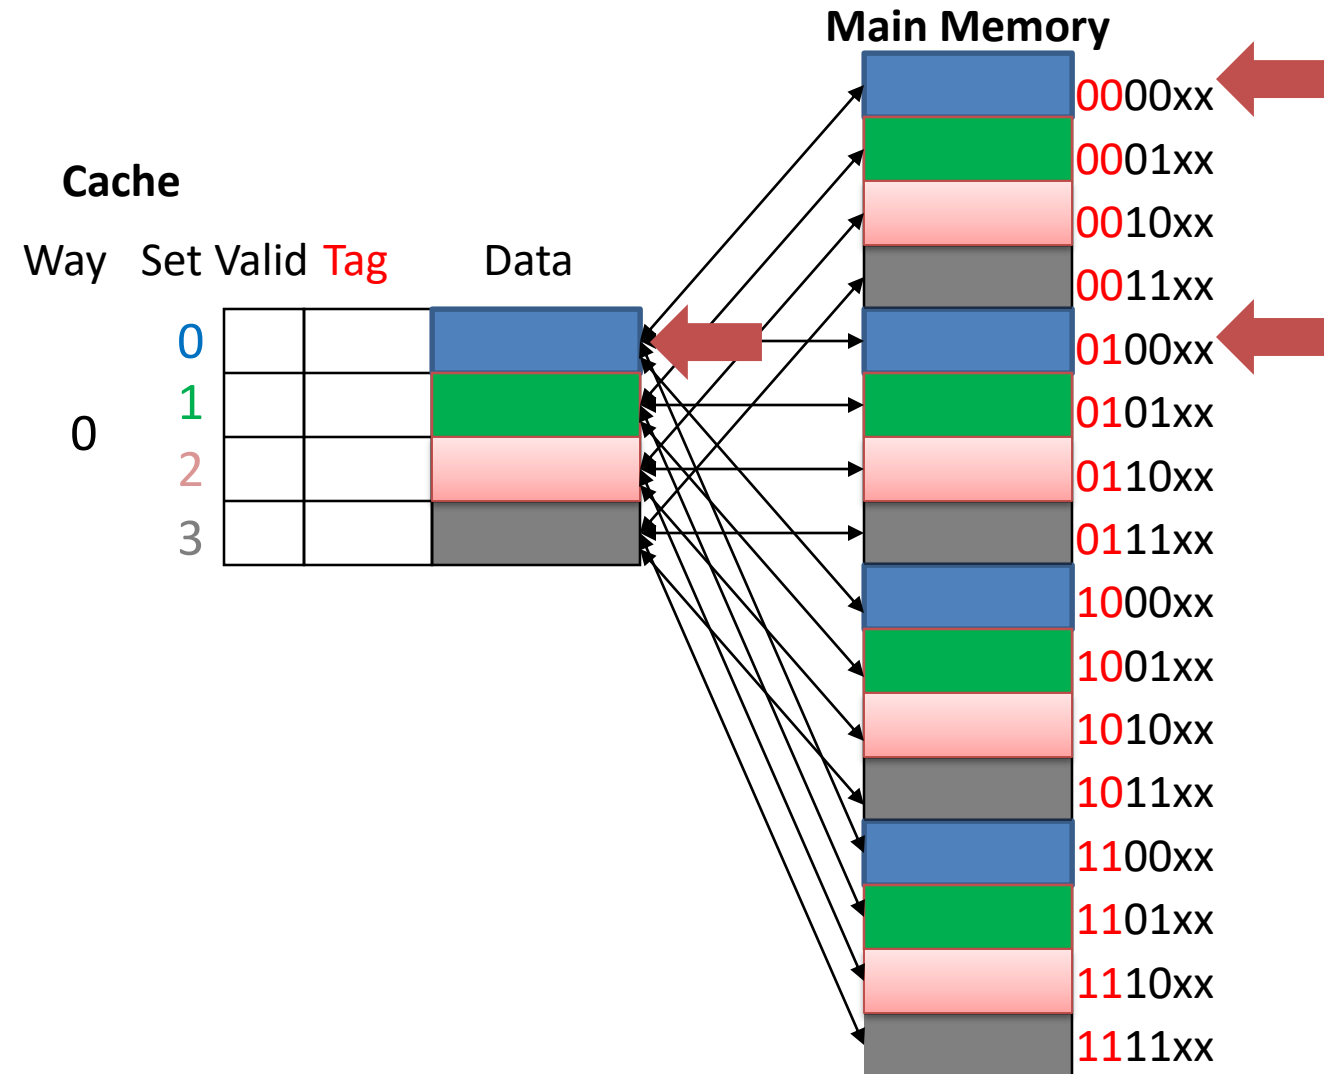 Main Memory
0000xx
0001xx
0010xx
0011xx
0100xx
0101xx
0110xx
0111xx
1000xx
1001xx
1010xx
1011xx
1100xx
1101xx
1110xx
1111xx
Cache
Way Set Valid Tag Data
0
1
2
3
0